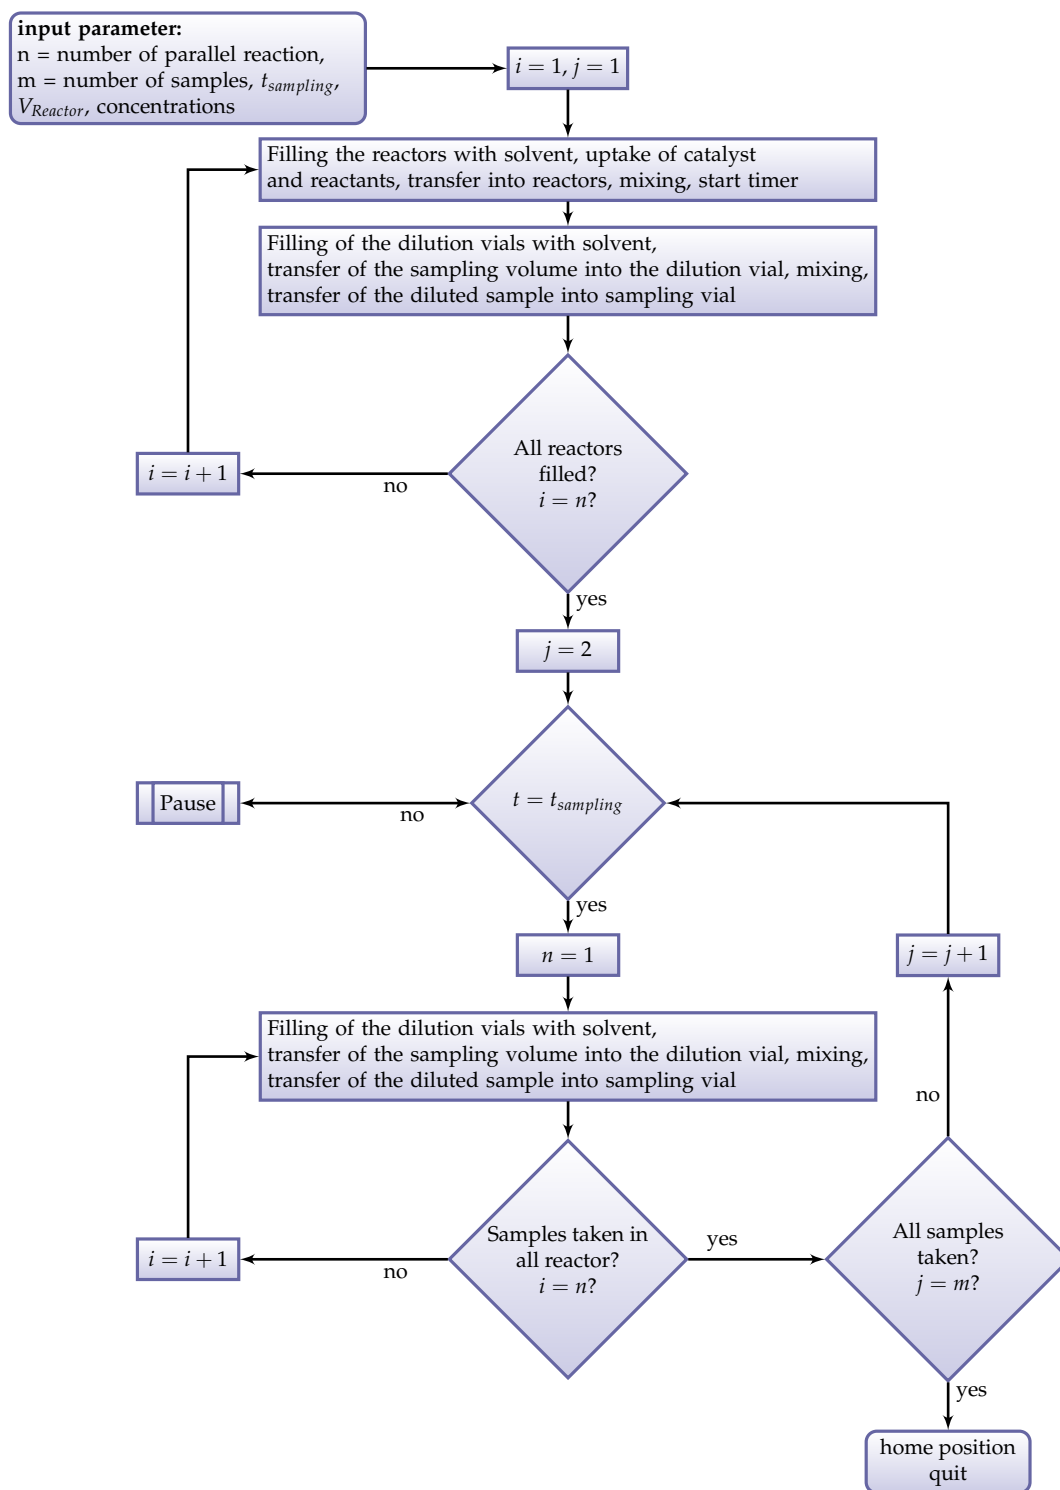 input parameter:
n = number of parallel reaction,
m = number of samples, t_sampling,
V_Reactor, concentrations
i = 1, j = 1
Filling the reactors with solvent, uptake of catalyst
and reactants, transfer into reactors, mixing, start timer
Filling of the dilution vials with solvent,
transfer of the sampling volume into the dilution vial, mixing,
transfer of the diluted sample into sampling vial
All reactors
filled?
i = n?
no
i = i + 1
yes
j = 2
t = t_sampling
no
Pause
yes
n = 1
j = j + 1
Filling of the dilution vials with solvent,
transfer of the sampling volume into the dilution vial, mixing,
transfer of the diluted sample into sampling vial
no
Samples taken in
all reactor?
i = n?
no
i = i + 1
yes
All samples
taken?
j = m?
yes
home position
quit